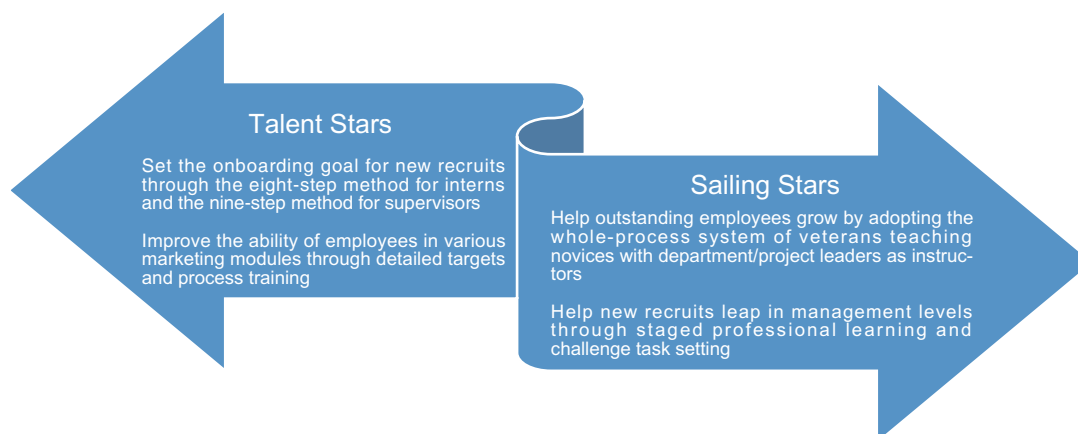 Talent Stars
Set the onboarding goal for new recruits
through the eight-step method for interns
and the nine-step method for supervisors
Improve the ability of employees in various
marketing modules through detailed targets
and process training
Sailing Stars
Help outstanding employees grow by adopting the
whole-process system of veterans teaching
novices with department/project leaders as instruc-
tors
Help new recruits leap in management levels
through staged professional learning and
challenge task setting